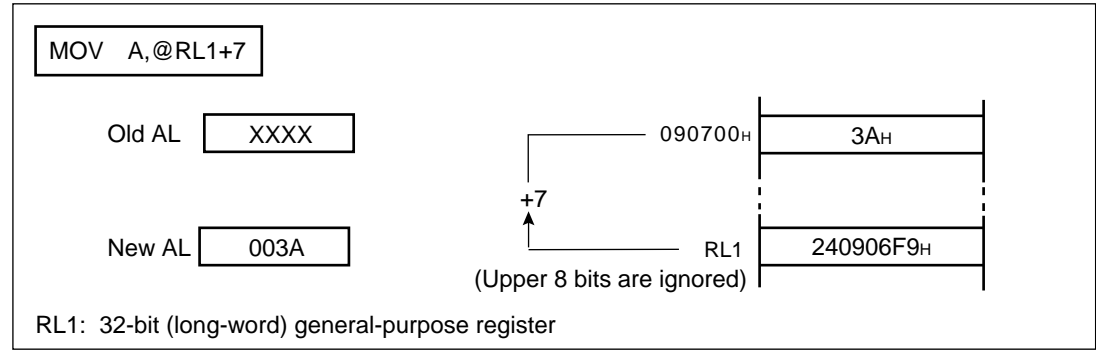 MOV A,@RL1+7
Old AL XXXX 090700H 3AH
+7
New AL 003A RL1 240906F9H
(Upper 8 bits are ignored)
RL1: 32-bit (long-word) general-purpose register